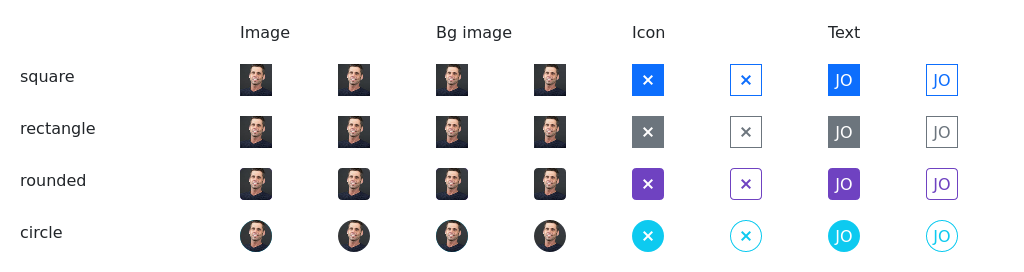 Image Bg image Icon Text
square × × JO JO
rectangle × × JO JO
rounded × × JO JO
circle × × JO JO